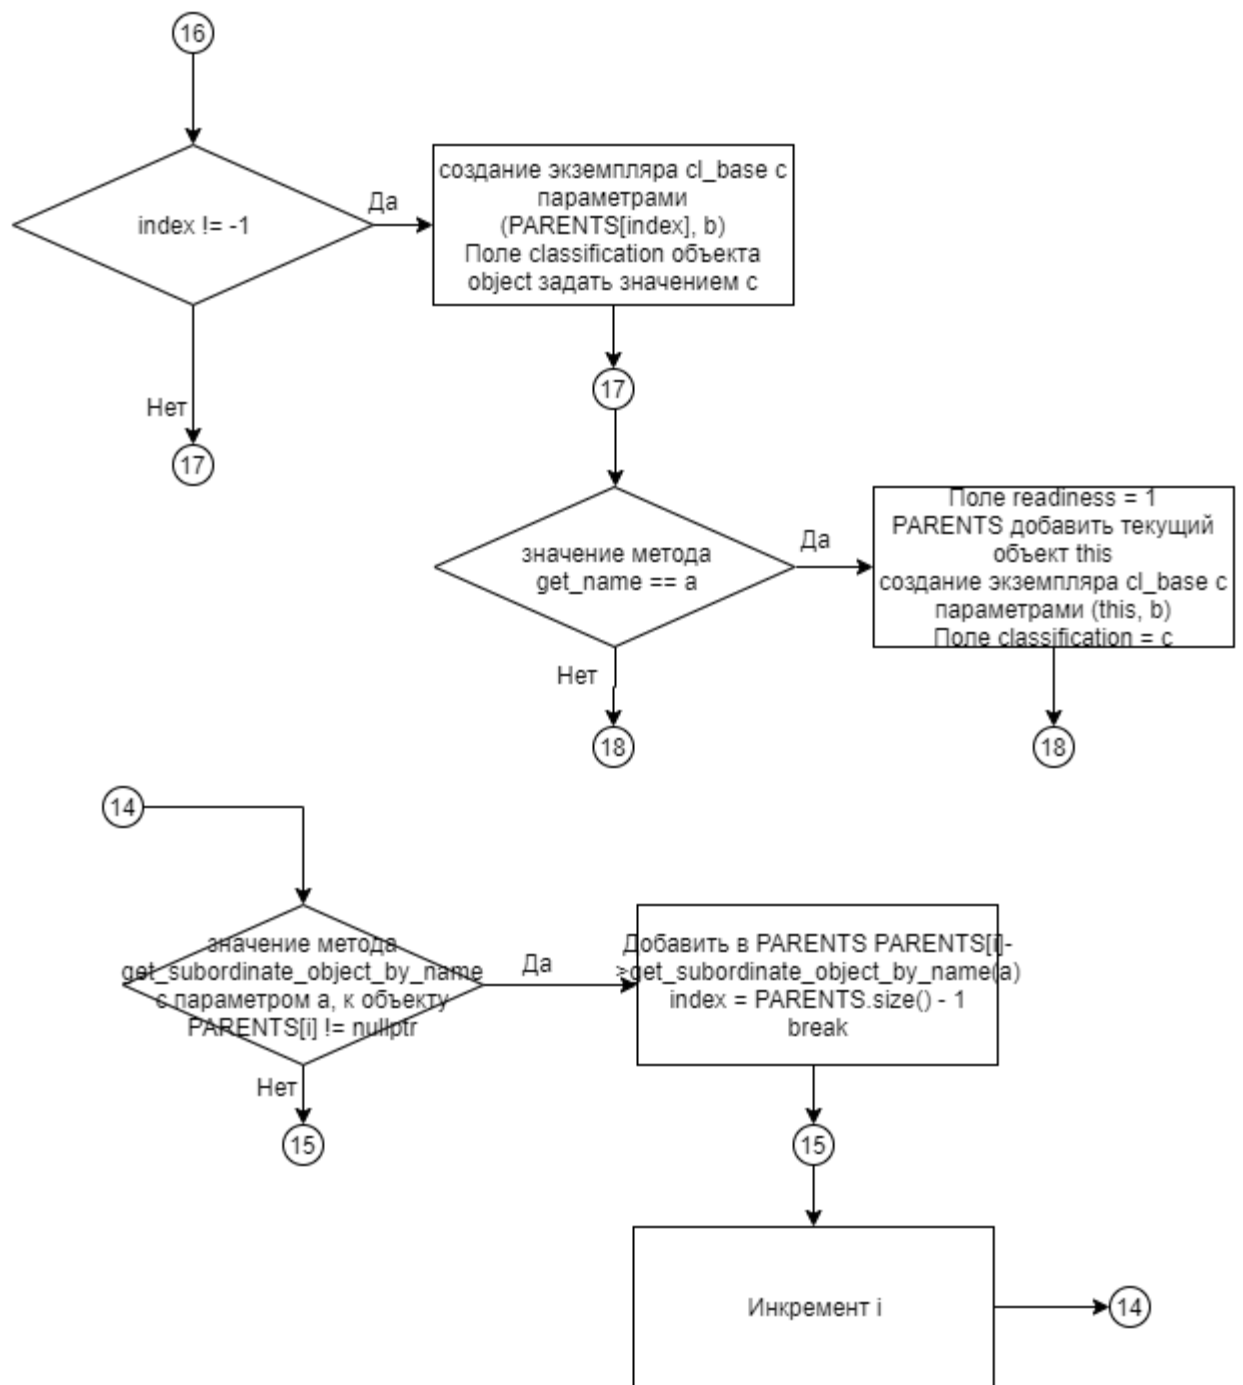 16
index != -1
Да
создание экземпляра cl_base с
параметрами
(PARENTS[index], b)
Поле classification объекта
object задать значением с
Нет
17
17
значение метода
get_name == a
Да
Поле readiness = 1
PARENTS добавить текущий
объект this
создание экземпляра cl_base с
параметрами (this, b)
Поле classification = c
Нет
18
18
14
значение метода
get_subordinate_object_by_name
с параметром a, к объекту
PARENTS[i] != nullptr
Да
Добавить в PARENTS PARENTS[i]-
>get_subordinate_object_by_name(a)
index = PARENTS.size() - 1
break
Нет
15
15
Инкремент i
14